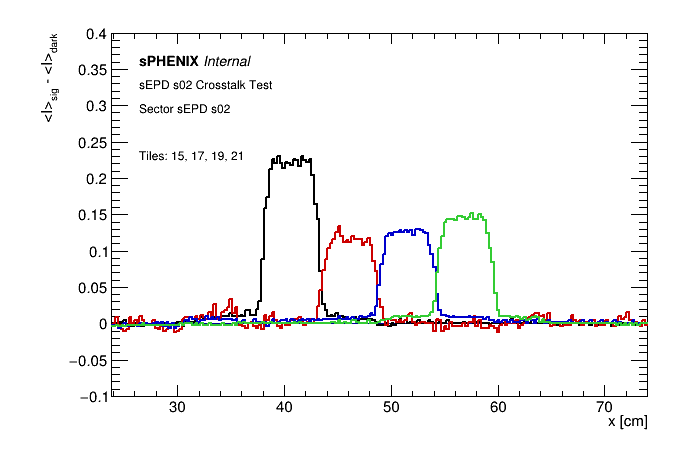 <I>sig - <I>dark
0.4
0.35
0.3
0.25
0.2
0.15
0.1
0.05
0
−0.05
−0.1
sPHENIX Internal
sEPD s02 Crosstalk Test
Sector sEPD s02
Tiles: 15, 17, 19, 21
30 40 50 60 70
x [cm]